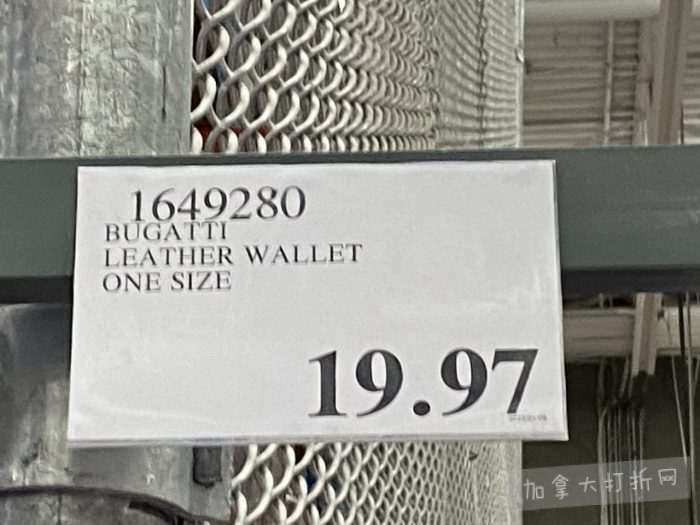 1649280
BUGATTI
LEATHER WALLET
ONE SIZE
19.97
加拿大打折网